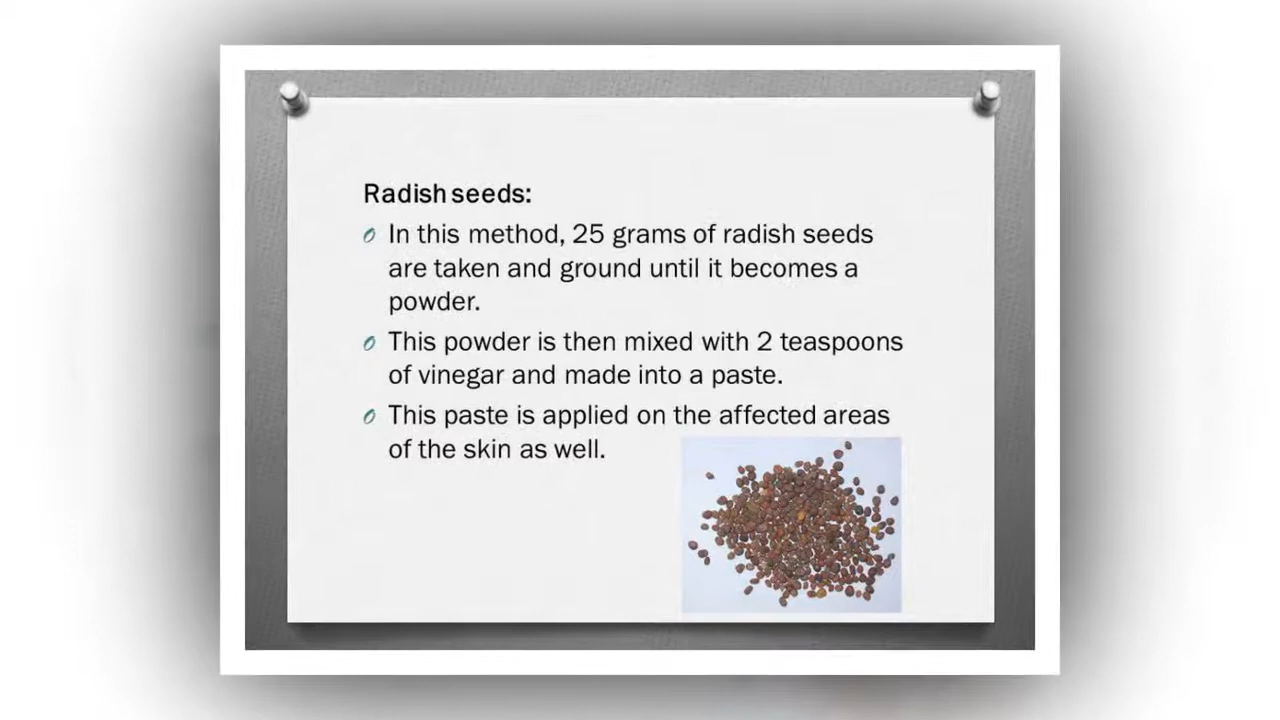 Radish seeds:
In this method, 25 grams of radish seeds
are taken and ground until it becomes a
powder.
This powder is then mixed with 2 teaspoons
of vinegar and made into a paste.
This paste is applied on the affected areas
of the skin as well.